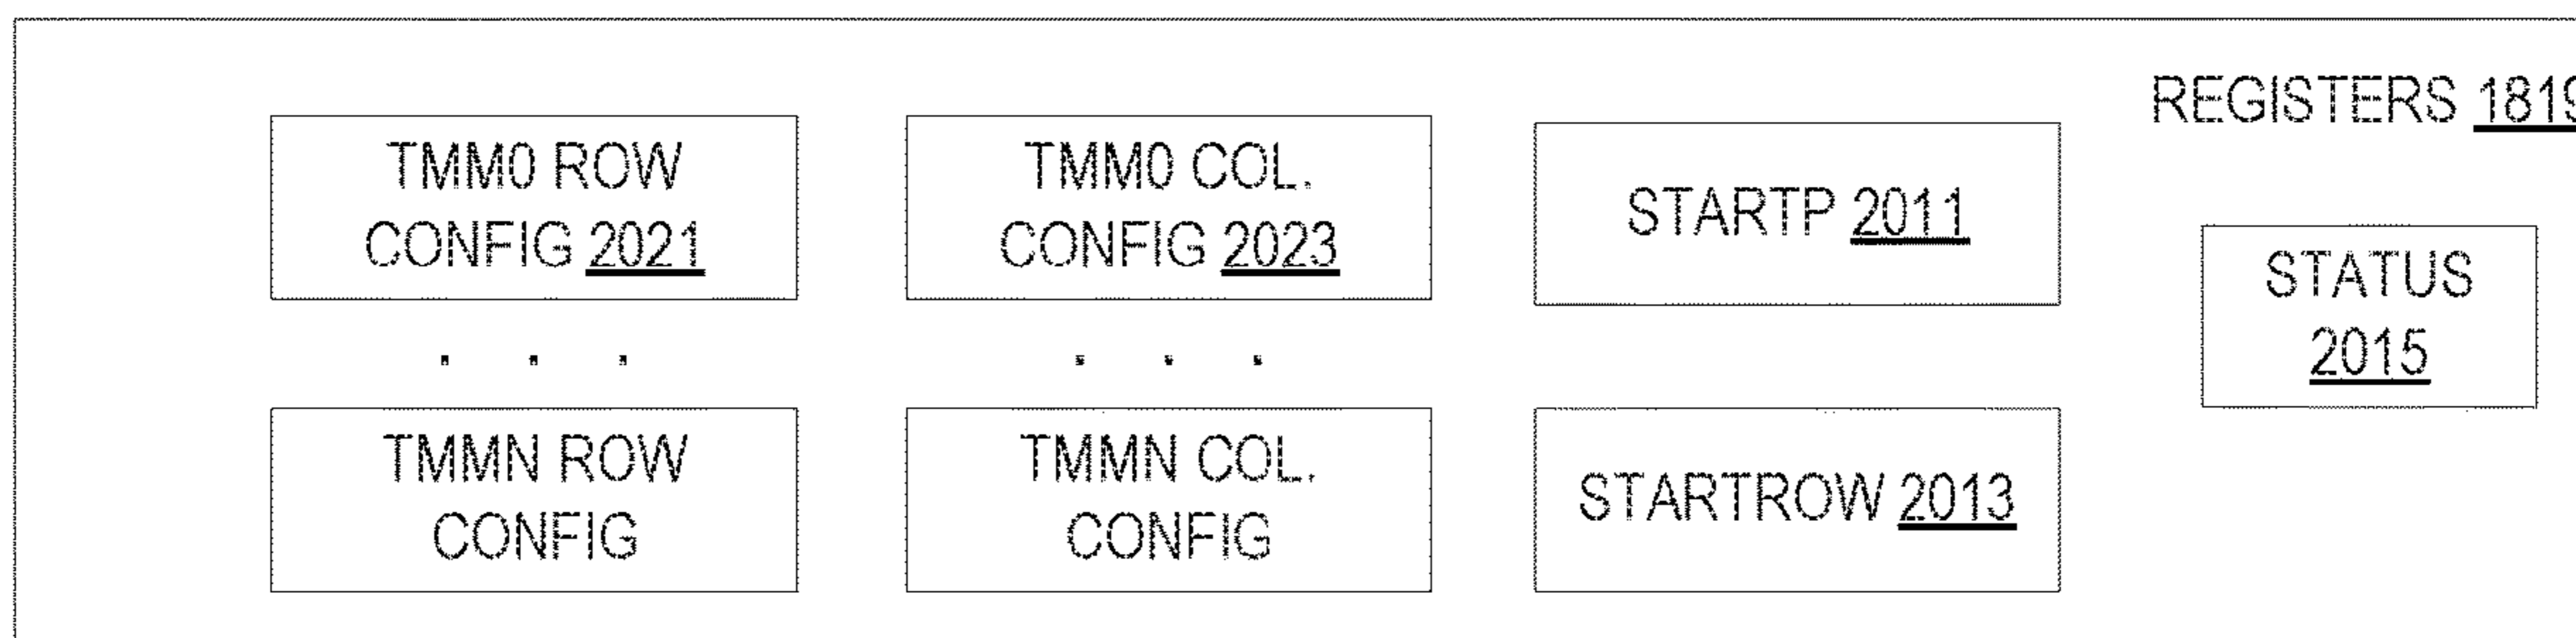 REGISTERS 1819
TMM0 ROW
CONFIG 2021
TMM0 COL.
CONFIG 2023
STARTP 2011
STATUS
2015
. . .
. . .
TMMN ROW
CONFIG
TMMN COL.
CONFIG
STARTROW 2013